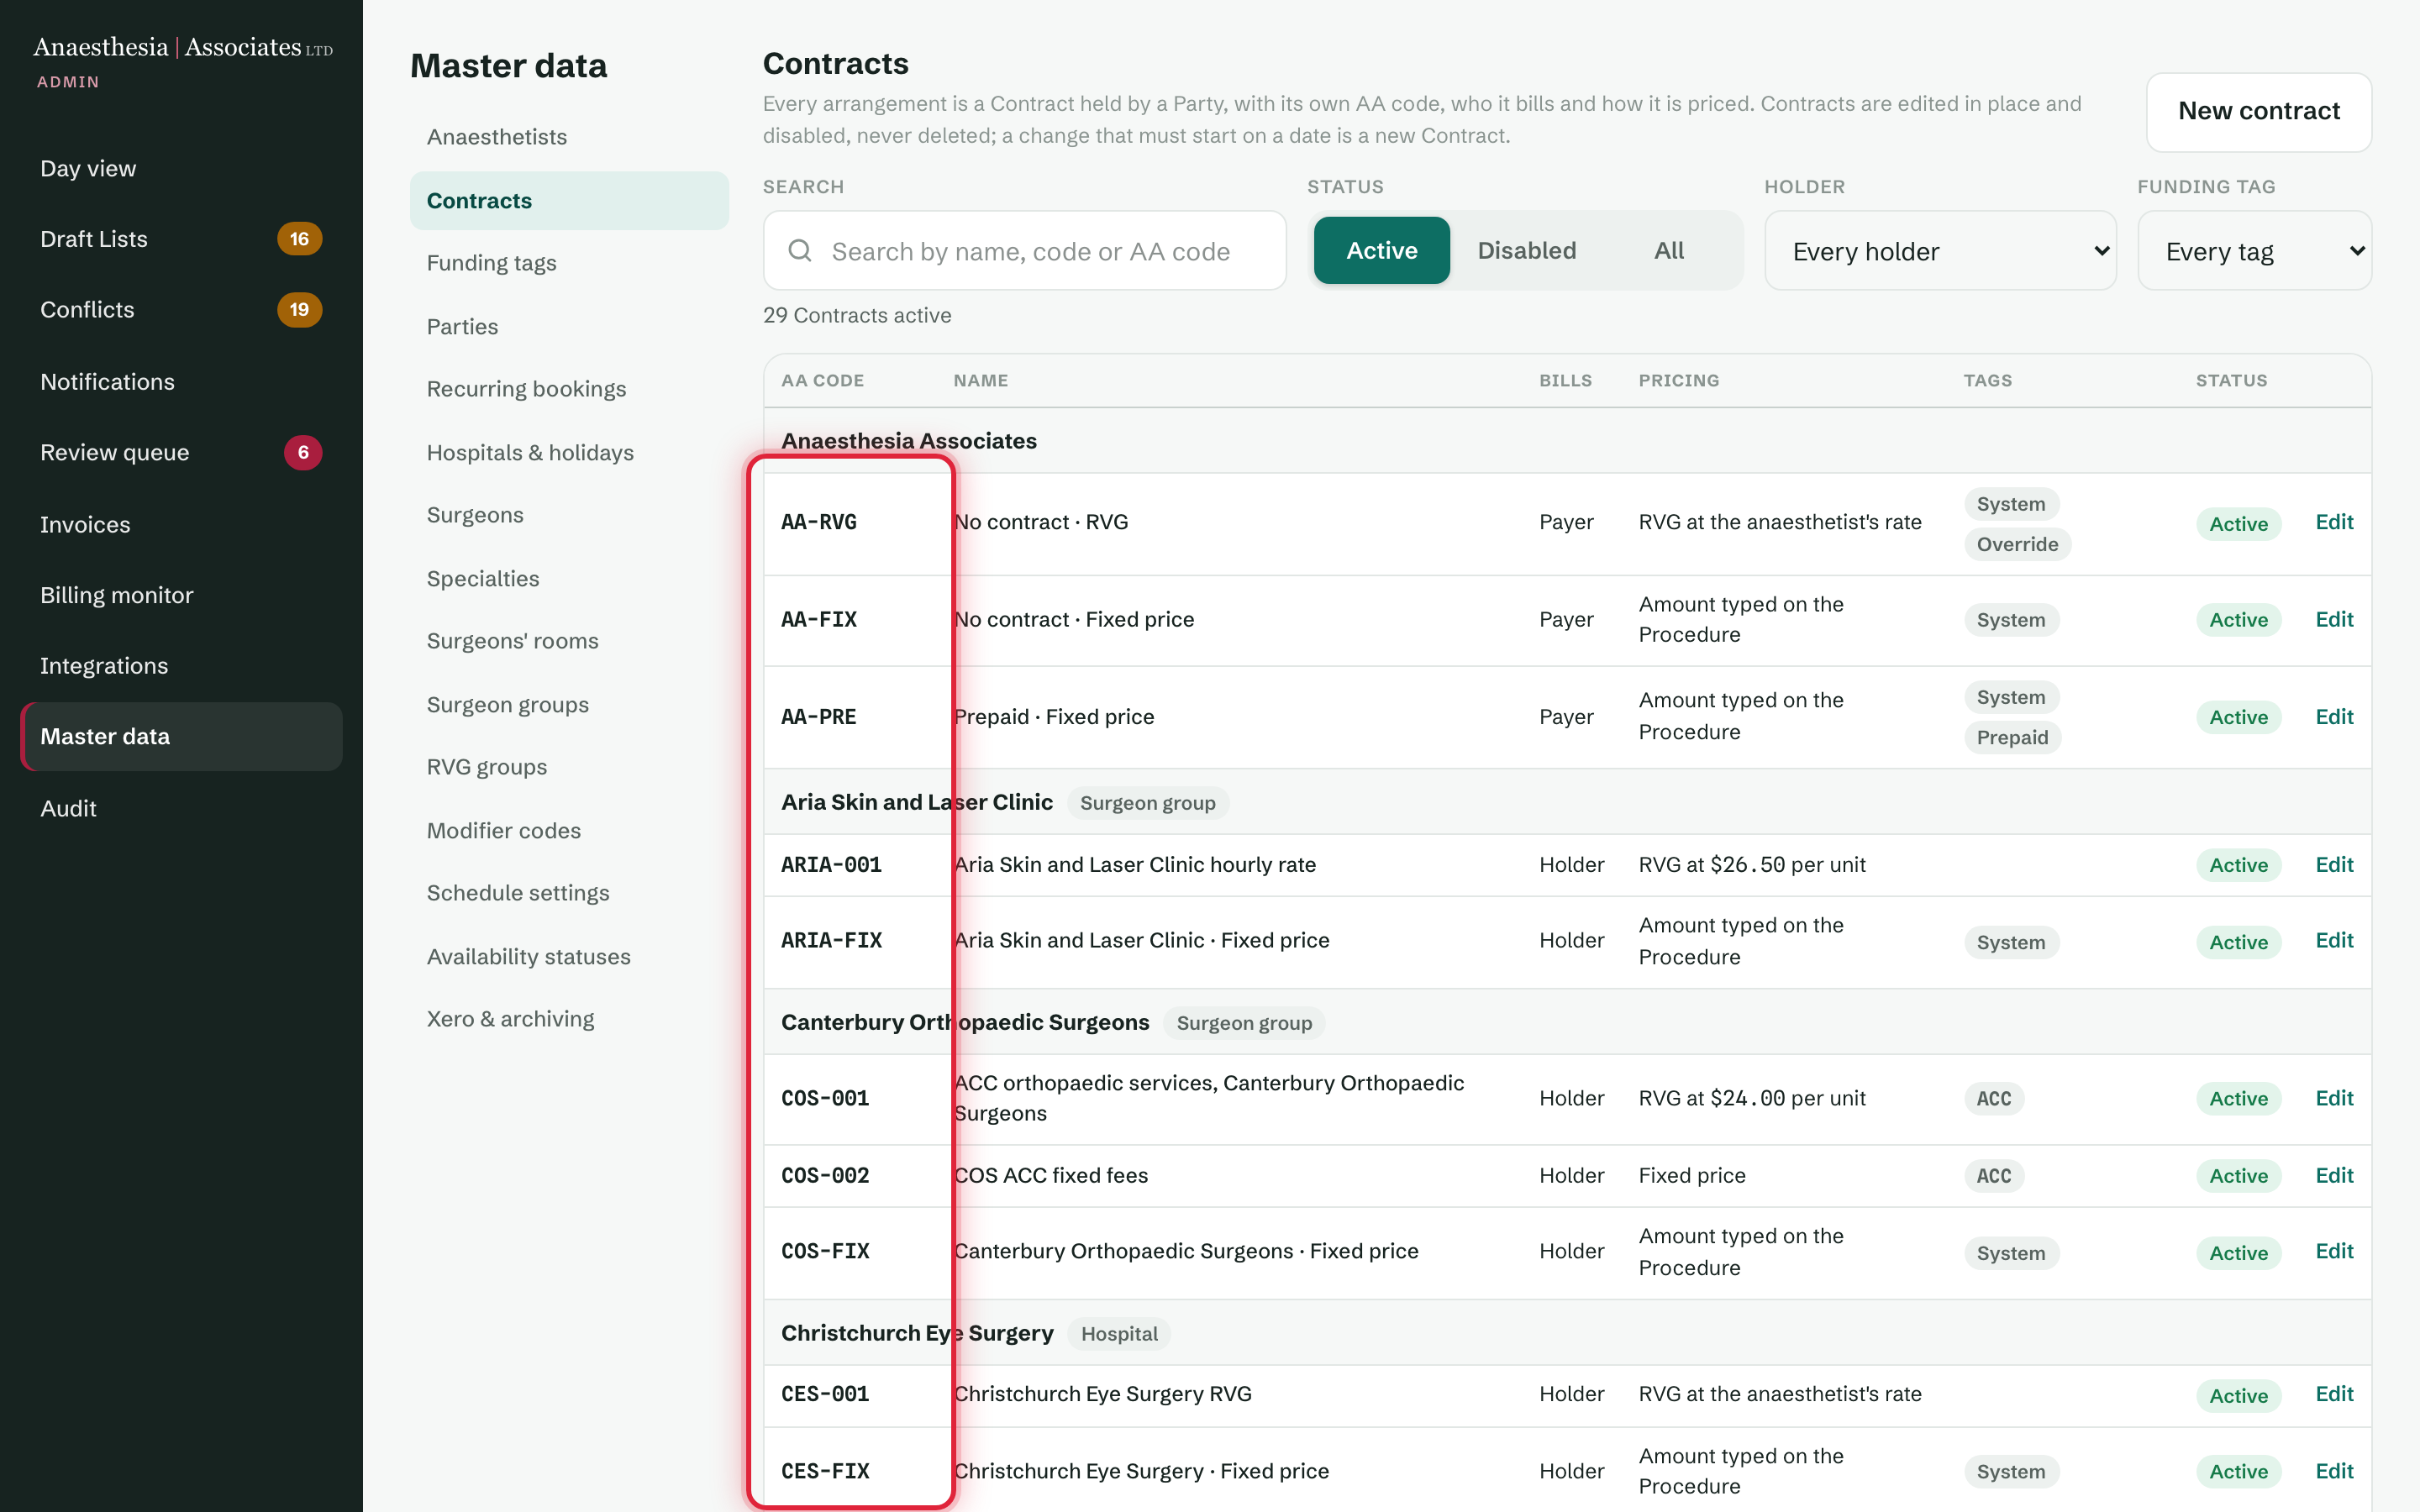 Anaesthesia | Associates LTD
ADMIN
Day view
Draft Lists 16
Conflicts 19
Notifications
Review queue 6
Invoices
Billing monitor
Integrations
Master data
Audit
Master data
Anaesthetists
Contracts
Funding tags
Parties
Recurring bookings
Hospitals & holidays
Surgeons
Specialties
Surgeons' rooms
Surgeon groups
RVG groups
Modifier codes
Schedule settings
Availability statuses
Xero & archiving
Contracts
Every arrangement is a Contract held by a Party, with its own AA code, who it bills and how it is priced. Contracts are edited in place and
disabled, never deleted; a change that must start on a date is a new Contract.
New contract
SEARCH STATUS HOLDER FUNDING TAG
Search by name, code or AA code Active Disabled All Every holder Every tag
29 Contracts active
AA CODE NAME BILLS PRICING TAGS STATUS
Anaesthesia Associates
AA-RVG No contract · RVG Payer RVG at the anaesthetist's rate System Override Active Edit
AA-FIX No contract · Fixed price Payer Amount typed on the Procedure System Active Edit
AA-PRE Prepaid · Fixed price Payer Amount typed on the Procedure System Prepaid Active Edit
Aria Skin and Laser Clinic Surgeon group
ARIA-001 Aria Skin and Laser Clinic hourly rate Holder RVG at $26.50 per unit Active Edit
ARIA-FIX Aria Skin and Laser Clinic · Fixed price Holder Amount typed on the Procedure System Active Edit
Canterbury Orthopaedic Surgeons Surgeon group
COS-001 ACC orthopaedic services, Canterbury Orthopaedic Surgeons Holder RVG at $24.00 per unit ACC Active Edit
COS-002 COS ACC fixed fees Holder Fixed price ACC Active Edit
COS-FIX Canterbury Orthopaedic Surgeons · Fixed price Holder Amount typed on the Procedure System Active Edit
Christchurch Eye Surgery Hospital
CES-001 Christchurch Eye Surgery RVG Holder RVG at the anaesthetist's rate Active Edit
CES-FIX Christchurch Eye Surgery · Fixed price Holder Amount typed on the Procedure System Active Edit